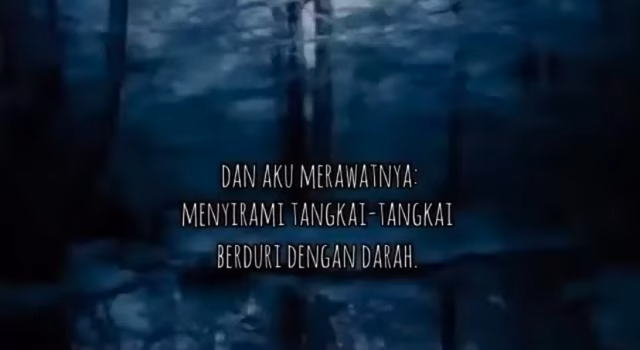 DAN AKU MERAWATNYA:
MENYIRAMI TANGKAI-TANGKAI
BERDURI DENGAN DARAH.